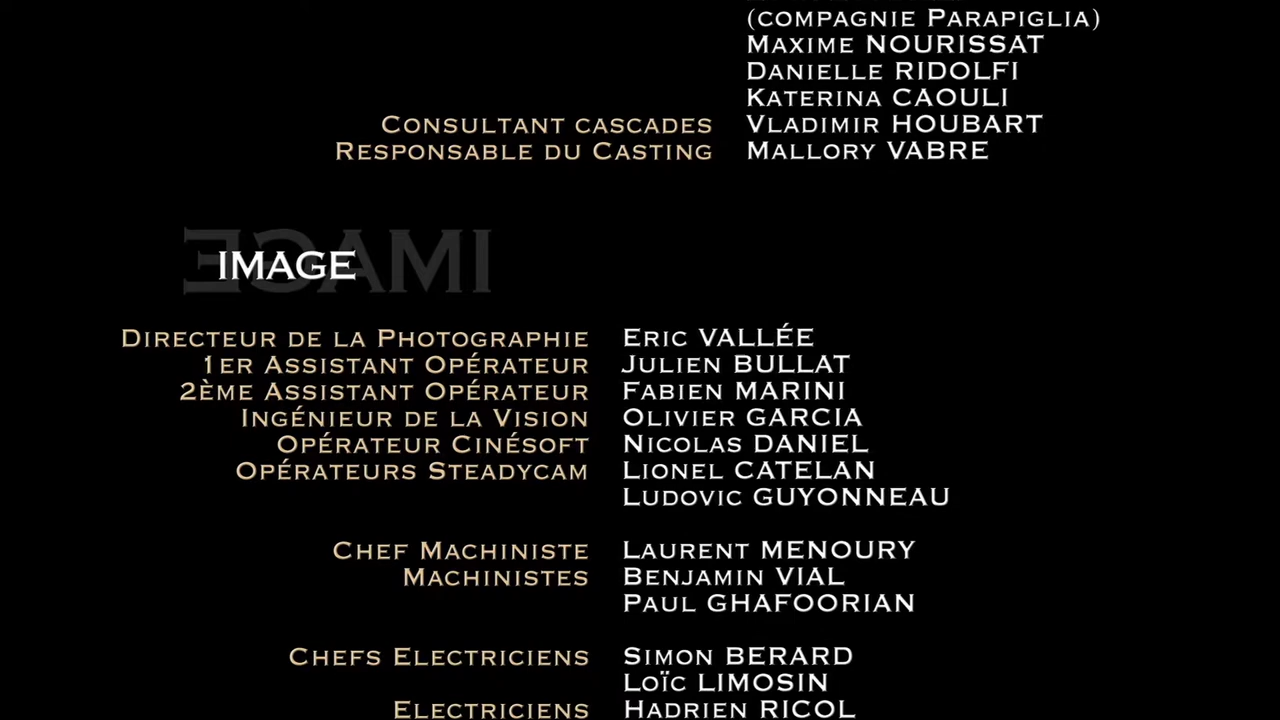 (compagnie Parapiglia)
Maxime NOURISSAT
Danielle RIDOLFI
Katerina CAOULI
Consultant cascades Vladimir HOUBART
Responsable du Casting Mallory VABRE
IMAGE
IMAGE
Directeur de la Photographie Eric VALLÉE
1er Assistant Opérateur Julien BULLAT
2ème Assistant Opérateur Fabien MARINI
Ingénieur de la Vision Olivier GARCIA
Opérateur Cinésoft Nicolas DANIEL
Opérateurs Steadycam Lionel CATELAN
Ludovic GUYONNEAU
Chef Machiniste Laurent MENOURY
Machinistes Benjamin VIAL
Paul GHAFOORIAN
Chefs Electriciens Simon BERARD
Loïc LIMOSIN
Electriciens Hadrien RICOL